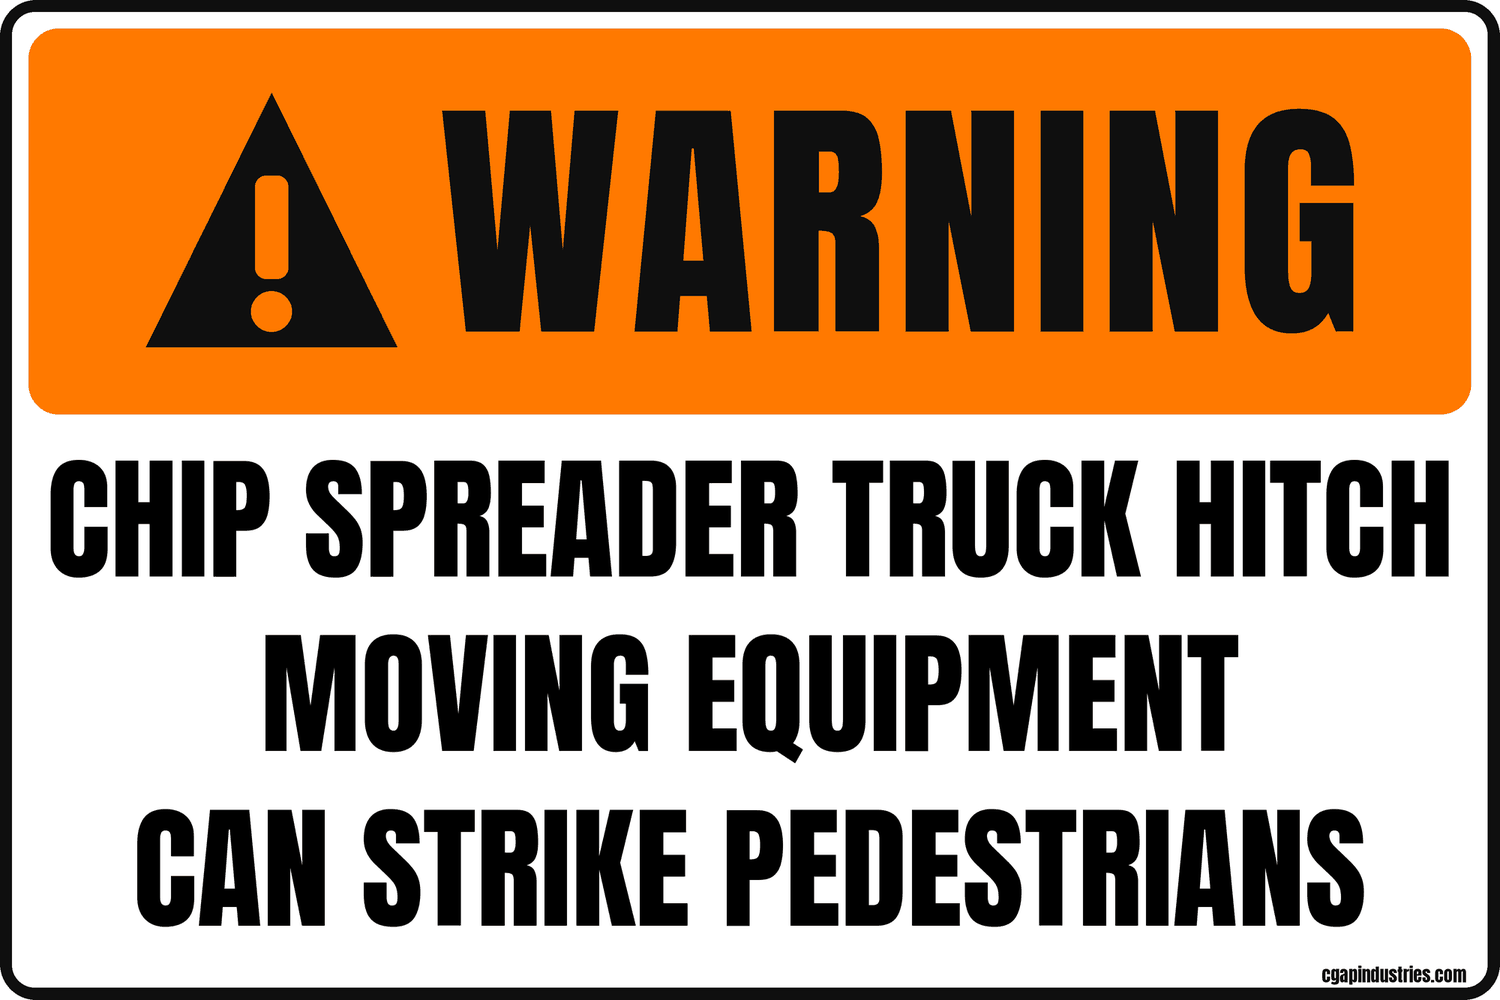 WARNING
CHIP SPREADER TRUCK HITCH
MOVING EQUIPMENT
CAN STRIKE PEDESTRIANS
cgapindustries.com